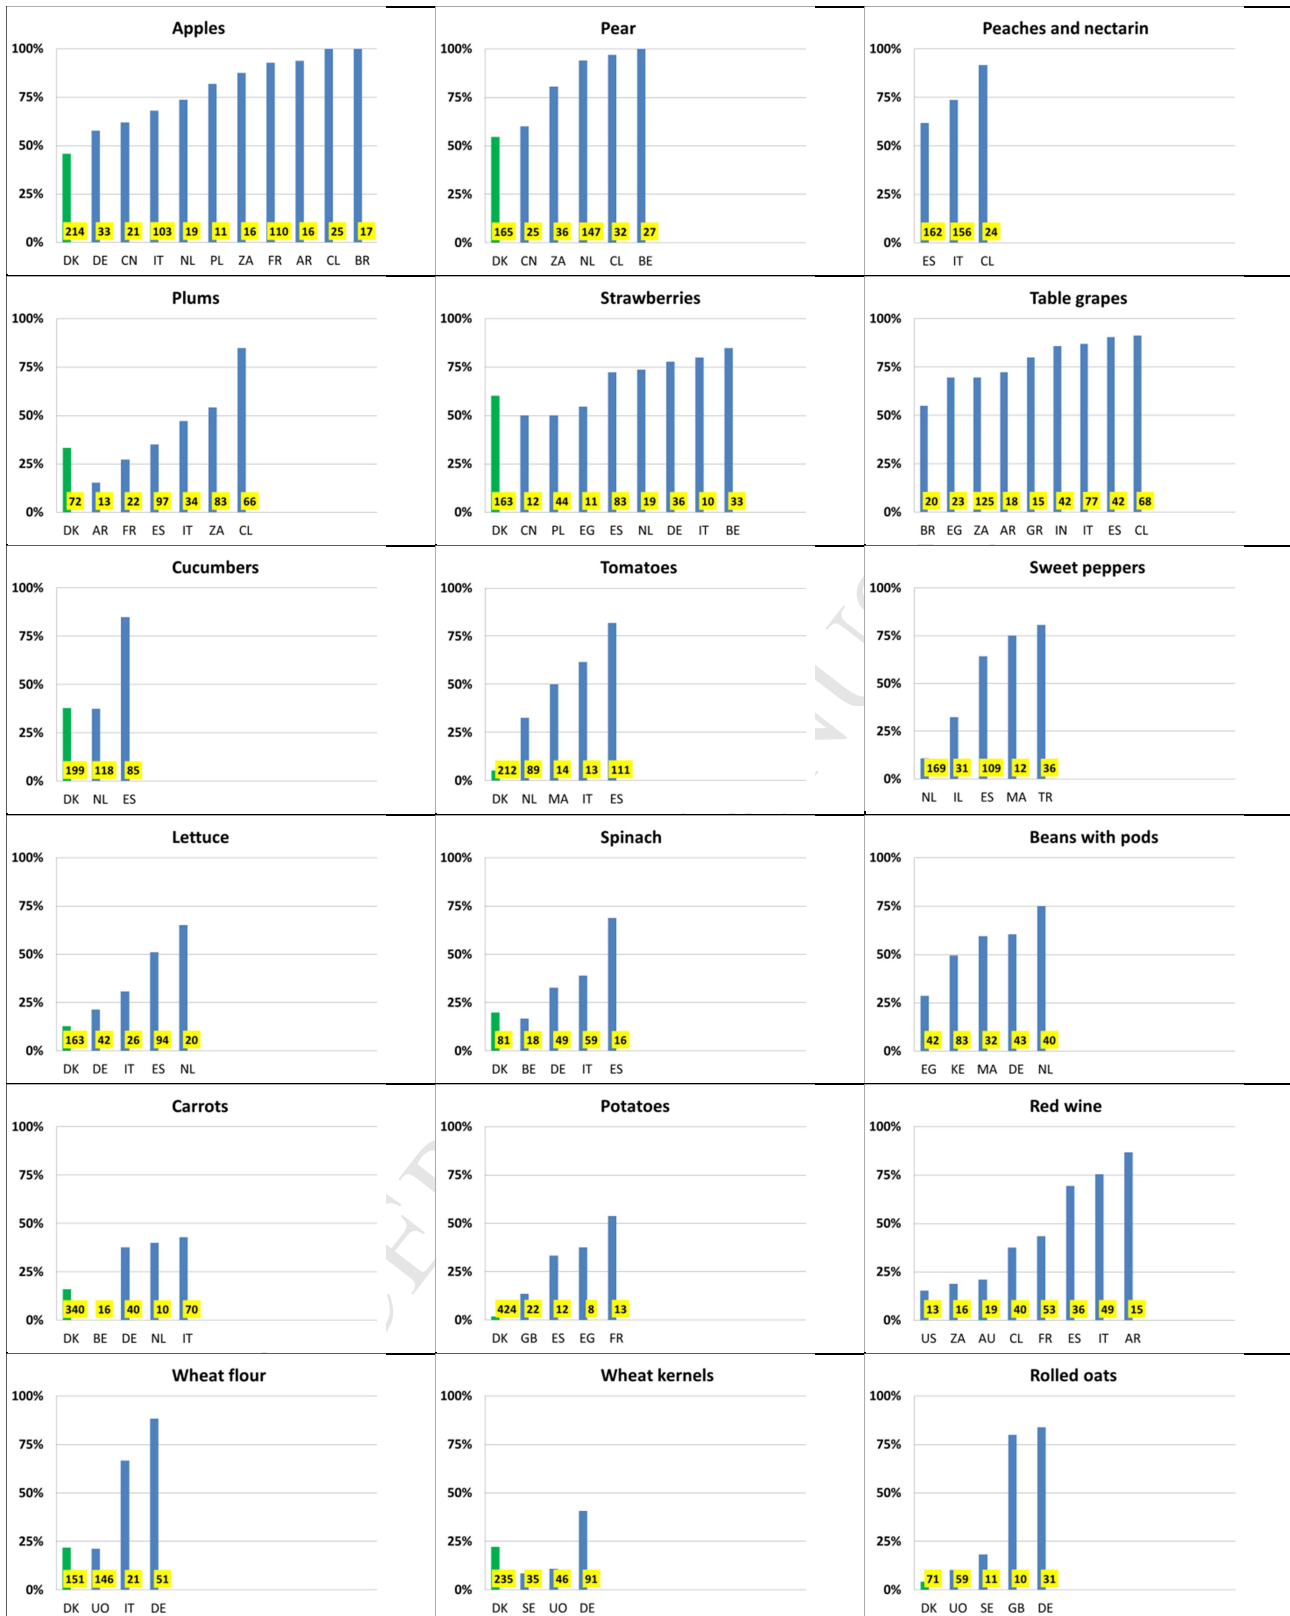 Apples
100%
75%
50%
25%
0%
214 33 21 103 19 11 16 110 16 25 17
DK DE CN IT NL PL ZA FR AR CL BR
Pear
100%
75%
50%
25%
0%
165 25 36 147 32 27
DK CN ZA NL CL BE
Peaches and nectarin
100%
75%
50%
25%
0%
162 156 24
ES IT CL
Plums
100%
75%
50%
25%
0%
72 13 22 97 34 83 66
DK AR FR ES IT ZA CL
Strawberries
100%
75%
50%
25%
0%
163 12 44 11 83 19 36 10 33
DK CN PL EG ES NL DE IT BE
Table grapes
100%
75%
50%
25%
0%
20 23 125 18 15 42 77 42 68
BR EG ZA AR GR IN IT ES CL
Cucumbers
100%
75%
50%
25%
0%
199 118 85
DK NL ES
Tomatoes
100%
75%
50%
25%
0%
212 89 14 13 111
DK NL MA IT ES
Sweet peppers
100%
75%
50%
25%
0%
169 31 109 12 36
NL IL ES MA TR
Lettuce
100%
75%
50%
25%
0%
163 42 26 94 20
DK DE IT ES NL
Spinach
100%
75%
50%
25%
0%
81 18 49 59 16
DK BE DE IT ES
Beans with pods
100%
75%
50%
25%
0%
42 83 32 43 40
EG KE MA DE NL
Carrots
100%
75%
50%
25%
0%
340 16 40 10 70
DK BE DE NL IT
Potatoes
100%
75%
50%
25%
0%
424 22 12 8 13
DK GB ES EG FR
Red wine
100%
75%
50%
25%
0%
13 16 19 40 53 36 49 15
US ZA AU CL FR ES IT AR
Wheat flour
100%
75%
50%
25%
0%
151 146 21 51
DK UO IT DE
Wheat kernels
100%
75%
50%
25%
0%
235 35 46 91
DK SE UO DE
Rolled oats
100%
75%
50%
25%
0%
71 59 11 10 31
DK UO SE GB DE